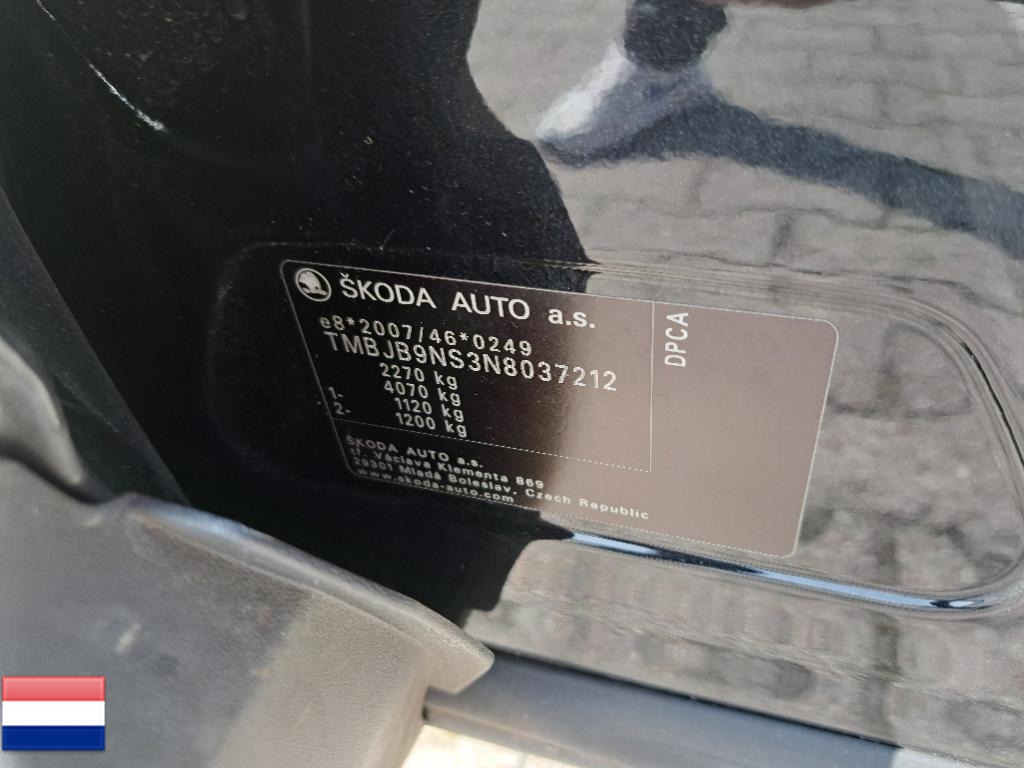 ŠKODA AUTO a.s.
e8*2007/46*0249
TMBJB9NS3N8037212
2270 kg
4070 kg
1. 1120 kg
2. 1200 kg
DPCA
ŠKODA AUTO a.s.
tř. Václava Klementa 869
29301 Mladá Boleslav, Czech Republic
www.skoda-auto.com